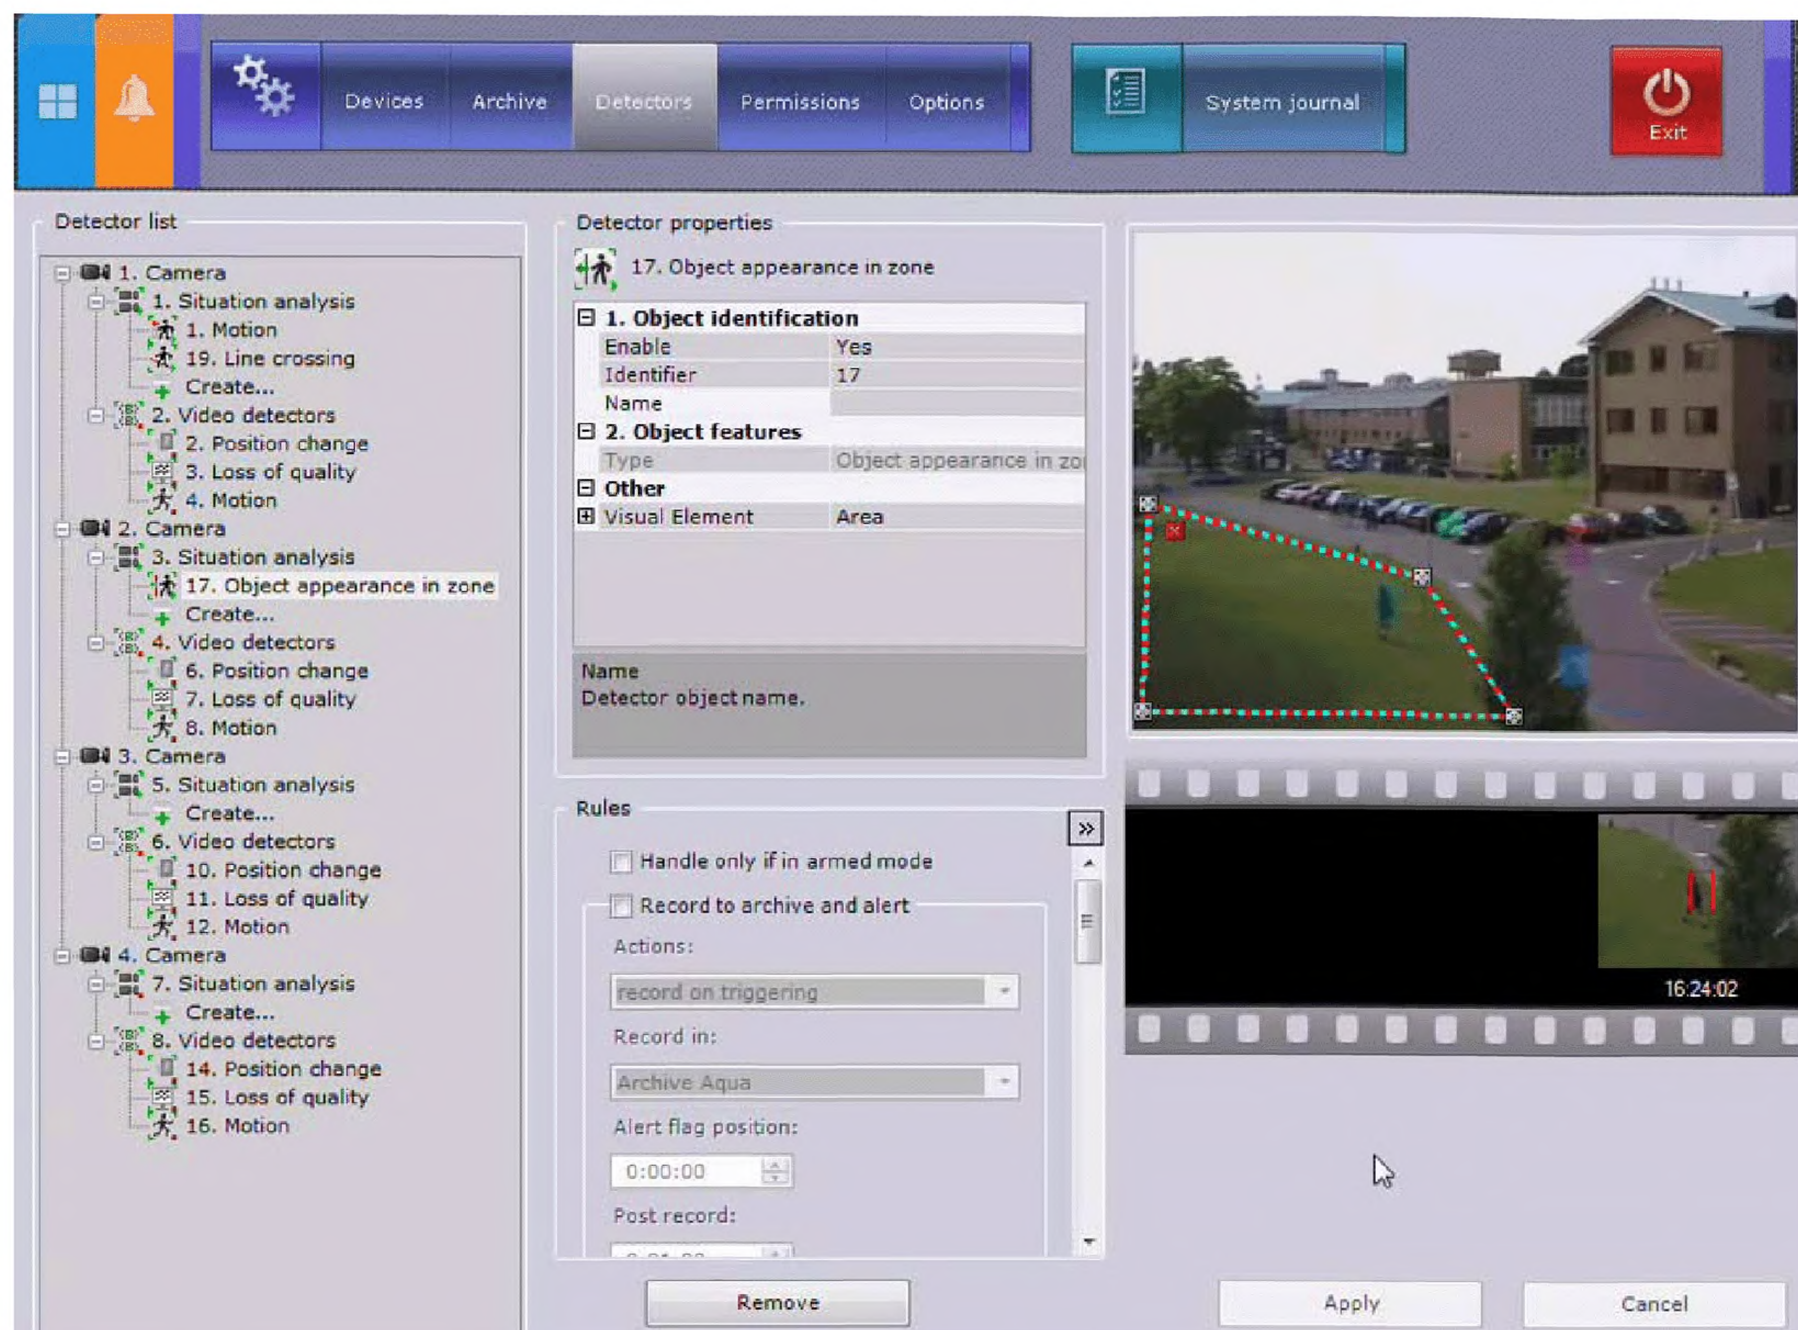 Devices Archive Detectors Permissions Options System journal Exit
Detector list
1. Camera
1. Situation analysis
1. Motion
19. Line crossing
Create...
2. Video detectors
2. Position change
3. Loss of quality
4. Motion
2. Camera
3. Situation analysis
17. Object appearance in zone
Create...
4. Video detectors
6. Position change
7. Loss of quality
8. Motion
3. Camera
5. Situation analysis
Create...
6. Video detectors
10. Position change
11. Loss of quality
12. Motion
4. Camera
7. Situation analysis
Create...
8. Video detectors
14. Position change
15. Loss of quality
16. Motion
Detector properties
17. Object appearance in zone
1. Object identification
Enable Yes
Identifier 17
Name
2. Object features
Type Object appearance in zo
Other
Visual Element Area
Name
Detector object name.
Rules
Handle only if in armed mode
Record to archive and alert
Actions:
record on triggering
Record in:
Archive Aqua
Alert flag position:
0:00:00
Post record:
16:24:02
Remove
Apply
Cancel